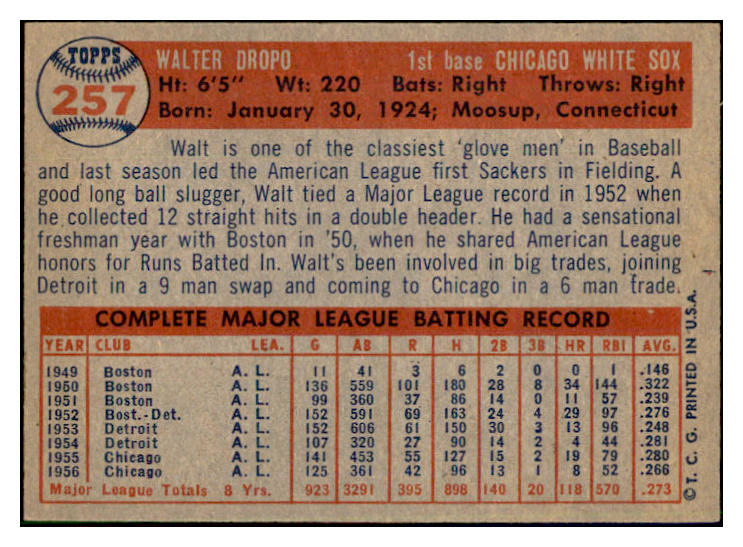 TOPPS
257
WALTER DROPO 1st base CHICAGO WHITE SOX
Ht: 6'5" Wt: 220 Bats: Right Throws: Right
Born: January 30, 1924; Moosup, Connecticut
Walt is one of the classiest 'glove men' in Baseball
and last season led the American League first Sackers in Fielding. A
good long ball slugger, Walt tied a Major League record in 1952 when
he collected 12 straight hits in a double header. He had a sensational
freshman year with Boston in '50, when he shared American League
honors for Runs Batted In. Walt's been involved in big trades, joining
Detroit in a 9 man swap and coming to Chicago in a 6 man trade.
COMPLETE MAJOR LEAGUE BATTING RECORD
YEAR CLUB LEA. G AB R H 2B 3B HR RBI AVG.
1949 Boston A. L. 11 41 3 6 2 0 0 1 .146
1950 Boston A. L. 136 559 101 180 28 8 34 144 .322
1951 Boston A. L. 99 360 37 86 14 0 11 57 .239
1952 Bost.-Det. A. L. 152 591 69 163 24 4 29 97 .276
1953 Detroit A. L. 152 606 61 150 30 3 13 96 .248
1954 Detroit A. L. 107 320 27 90 14 2 4 44 .281
1955 Chicago A. L. 141 453 55 127 15 2 19 79 .280
1956 Chicago A. L. 125 361 42 96 13 1 8 52 .266
Major League Totals 8 Yrs. 923 3291 395 898 140 20 118 570 .273
© T. C. G. PRINTED IN U.S.A.